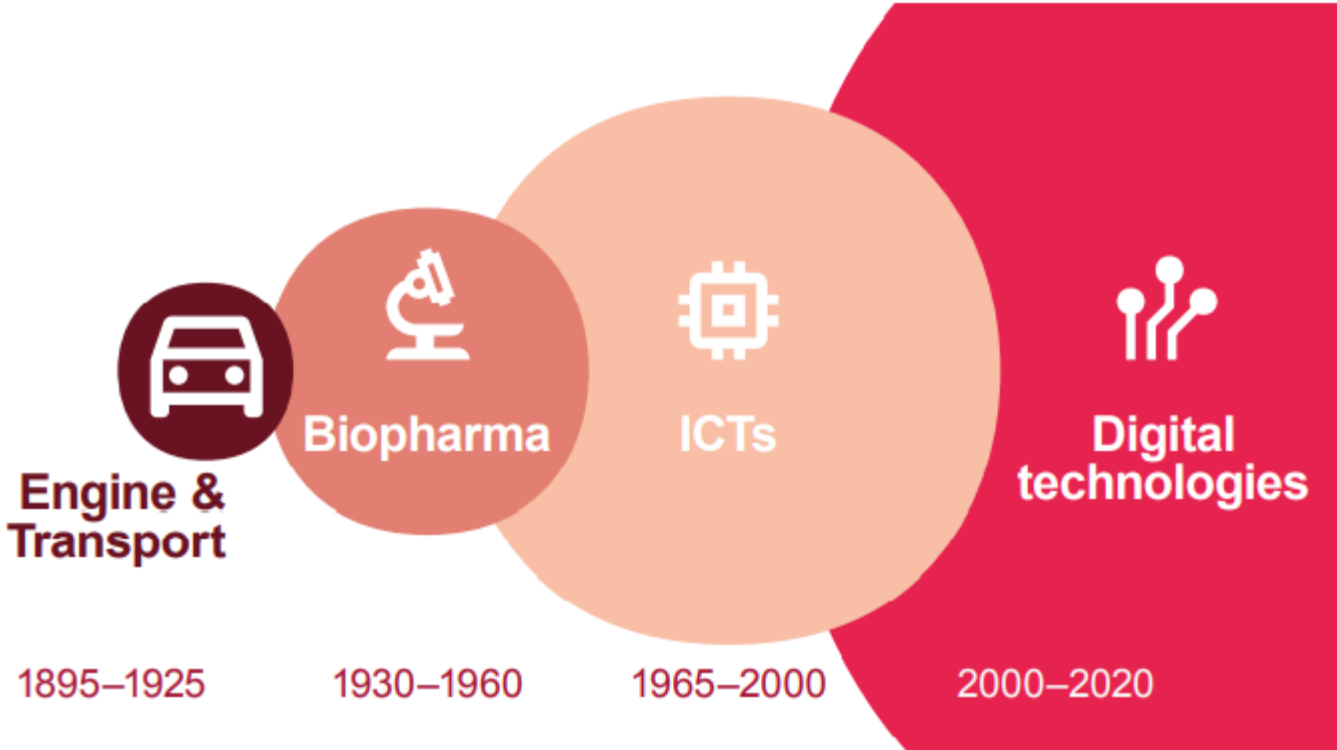 Engine &
Transport
Biopharma
ICTs
Digital
technologies
1895–1925
1930–1960
1965–2000
2000–2020